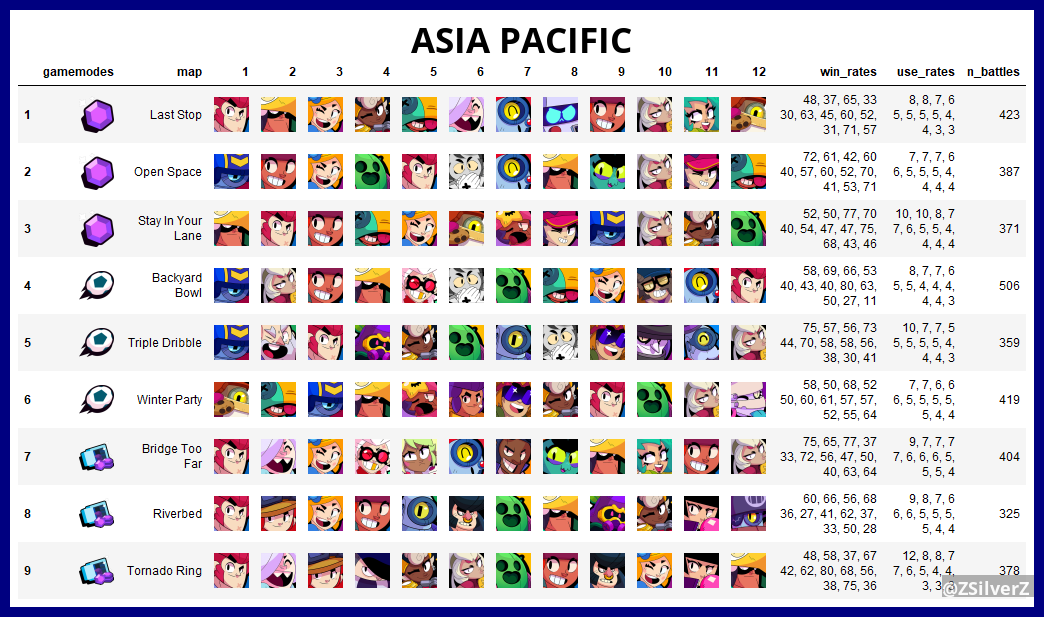 ASIA PACIFIC
gamemodes map 1 2 3 4 5 6 7 8 9 10 11 12 win_rates use_rates n_battles
1 Last Stop 48, 37, 65, 33 30, 63, 45, 60, 52, 31, 71, 57 8, 8, 7, 6 5, 5, 5, 5, 4, 4, 3, 3 423
2 Open Space 72, 61, 42, 60 40, 57, 60, 52, 70, 41, 53, 71 7, 7, 7, 6 6, 5, 5, 5, 4, 4, 4, 4 387
3 Stay In Your Lane 52, 50, 77, 70 40, 54, 47, 47, 75, 68, 43, 46 10, 10, 8, 7 7, 6, 5, 5, 4, 4, 4, 4 371
4 Backyard Bowl 58, 69, 66, 53 40, 43, 40, 80, 63, 50, 27, 11 8, 7, 7, 6 5, 5, 4, 4, 4, 4, 4, 3 506
5 Triple Dribble 75, 57, 56, 73 44, 70, 58, 58, 56, 38, 30, 41 10, 7, 7, 5 5, 5, 5, 5, 4, 4, 4, 3 359
6 Winter Party 58, 50, 68, 52 50, 60, 61, 57, 57, 52, 55, 64 7, 7, 6, 6 6, 5, 5, 5, 5, 5, 4, 4 419
7 Bridge Too Far 75, 65, 77, 37 33, 72, 56, 47, 50, 40, 63, 64 9, 7, 7, 7 7, 6, 6, 6, 5, 5, 5, 4 404
8 Riverbed 60, 66, 56, 68 36, 27, 41, 62, 37, 33, 50, 28 9, 8, 7, 6 6, 6, 5, 5, 5, 5, 4, 4 325
9 Tornado Ring 48, 58, 37, 67 42, 62, 80, 68, 56, 38, 75, 36 12, 8, 8, 7 7, 6, 5, 4, 4, 3, 3, 378
@ZSilverZ